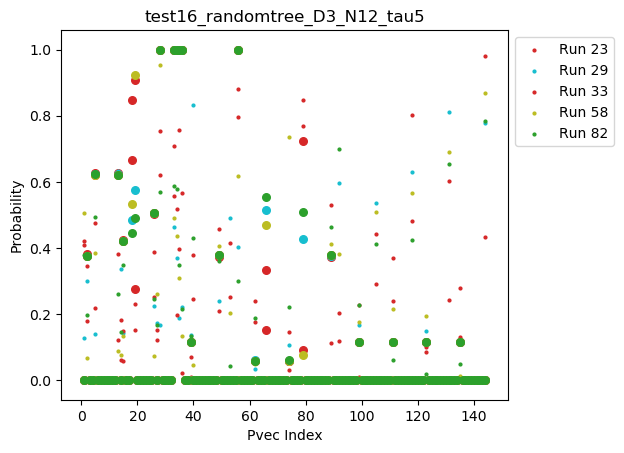 test16_randomtree_D3_N12_tau5
1.0
0.8
0.6
0.4
0.2
0.0
Probability
0 20 40 60 80 100 120 140
Pvec Index
Run 23
Run 29
Run 33
Run 58
Run 82